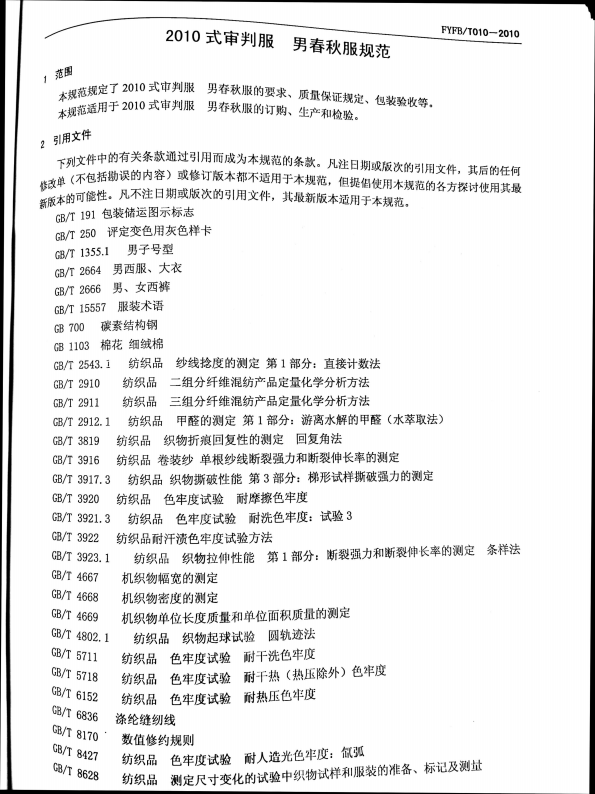 FYFB/T010—2010
2010 式审判服 男春秋服规范
1 范围
本规范规定了 2010 式审判服 男春秋服的要求、质量保证规定、包装验收等。
本规范适用于 2010 式审判服 男春秋服的订购、生产和检验。
2 引用文件
下列文件中的有关条款通过引用而成为本规范的条款。凡注日期或版次的引用文件，其后的任何
修改单（不包括勘误的内容）或修订版本都不适用于本规范，但提倡使用本规范的各方探讨使用其最
新版本的可能性。凡不注日期或版次的引用文件，其最新版本适用于本规范。
GB/T 191 包装储运图示标志
GB/T 250 评定变色用灰色样卡
GB/T 1355.1 男子号型
GB/T 2664 男西服、大衣
GB/T 2666 男、女西裤
GB/T 15557 服装术语
GB 700 碳素结构钢
GB 1103 棉花 细绒棉
GB/T 2543.1 纺织品 纱线捻度的测定 第 1 部分：直接计数法
GB/T 2910 纺织品 二组分纤维混纺产品定量化学分析方法
GB/T 2911 纺织品 三组分纤维混纺产品定量化学分析方法
GB/T 2912.1 纺织品 甲醛的测定 第 1 部分：游离水解的甲醛（水萃取法）
GB/T 3819 纺织品 织物折痕回复性的测定 回复角法
GB/T 3916 纺织品 卷装纱 单根纱线断裂强力和断裂伸长率的测定
GB/T 3917.3 纺织品 织物撕破性能 第 3 部分：梯形试样撕破强力的测定
GB/T 3920 纺织品 色牢度试验 耐摩擦色牢度
GB/T 3921.3 纺织品 色牢度试验 耐洗色牢度：试验 3
GB/T 3922 纺织品耐汗渍色牢度试验方法
GB/T 3923.1 纺织品 织物拉伸性能 第 1 部分：断裂强力和断裂伸长率的测定 条样法
GB/T 4667 机织物幅宽的测定
GB/T 4668 机织物密度的测定
GB/T 4669 机织物单位长度质量和单位面积质量的测定
GB/T 4802.1 纺织品 织物起球试验 圆轨迹法
GB/T 5711 纺织品 色牢度试验 耐干洗色牢度
GB/T 5718 纺织品 色牢度试验 耐干热（热压除外）色牢度
GB/T 6152 纺织品 色牢度试验 耐热压色牢度
GB/T 6836 涤纶缝纫线
GB/T 8170 数值修约规则
GB/T 8427 纺织品 色牢度试验 耐人造光色牢度：氙弧
GB/T 8628 纺织品 测定尺寸变化的试验中织物试样和服装的准备、标记及测量